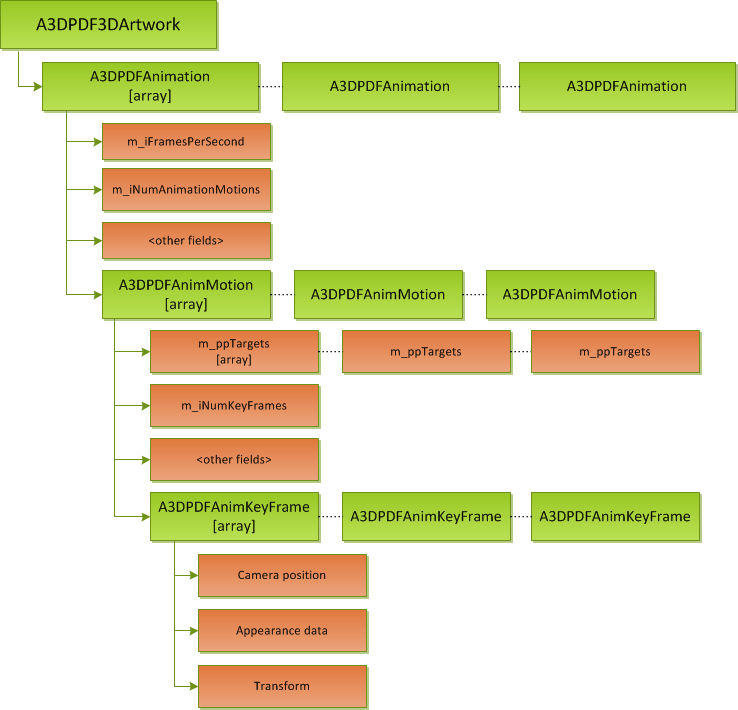 A3DPDF3DArtwork
A3DPDFAnimation
[array]
A3DPDFAnimation
A3DPDFAnimation
m_iFramesPerSecond
m_iNumAnimationMotions
<other fields>
A3DPDFAnimMotion
[array]
A3DPDFAnimMotion
A3DPDFAnimMotion
m_ppTargets
[array]
m_ppTargets
m_ppTargets
m_iNumKeyFrames
<other fields>
A3DPDFAnimKeyFrame
[array]
A3DPDFAnimKeyFrame
A3DPDFAnimKeyFrame
Camera position
Appearance data
Transform